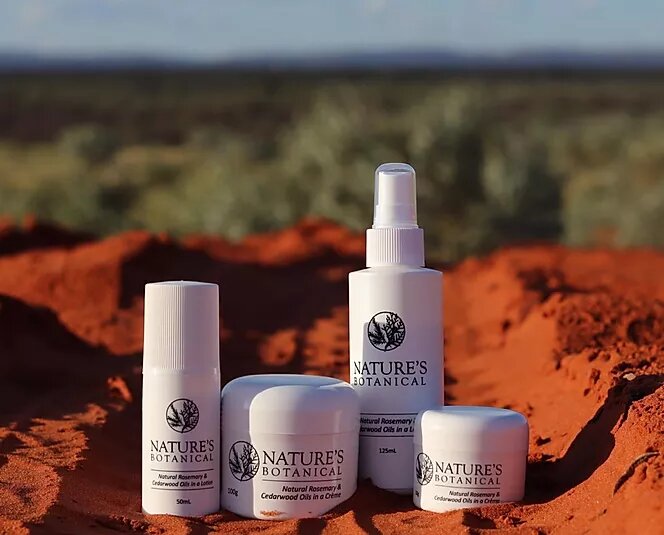 NATURE'S
BOTANICAL
Natural Rosemary &
Cedarwood Oils in a Lotion
50mL
NATURE'S
BOTANICAL
Natural Rosemary &
Cedarwood Oils in a Crème
100g
NATURE'S
BOTANICAL
Natural Rosemary &
Cedarwood Oils in a
125mL
NATURE'S
BOTANICAL
Natural Rosemary &
Cedarwood Oils in a Crème